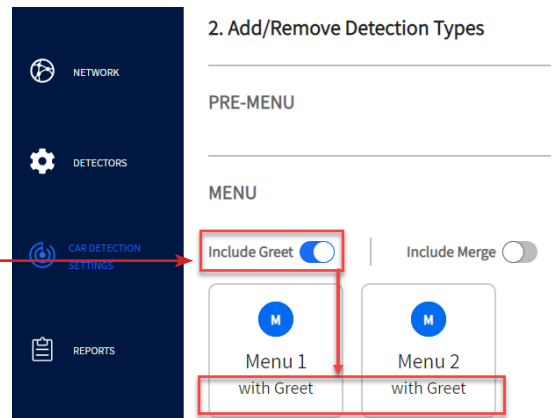 2. Add/Remove Detection Types
NETWORK
PRE-MENU
DETECTORS
MENU
CAR DETECTION
SETTINGS
Include Greet
Include Merge
M
M
Menu 1
Menu 2
with Greet
with Greet
REPORTS